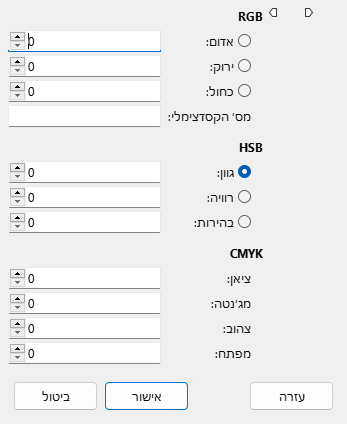 RGB
אדום: 0
ירוק: 0
כחול: 0
מס' הקסדצימלי:
HSB
גוון: 0
רוויה: 0
בהירות: 0
CMYK
ציאן: 0
מג'נטה: 0
צהוב: 0
מפתח: 0
עזרה אישור ביטול